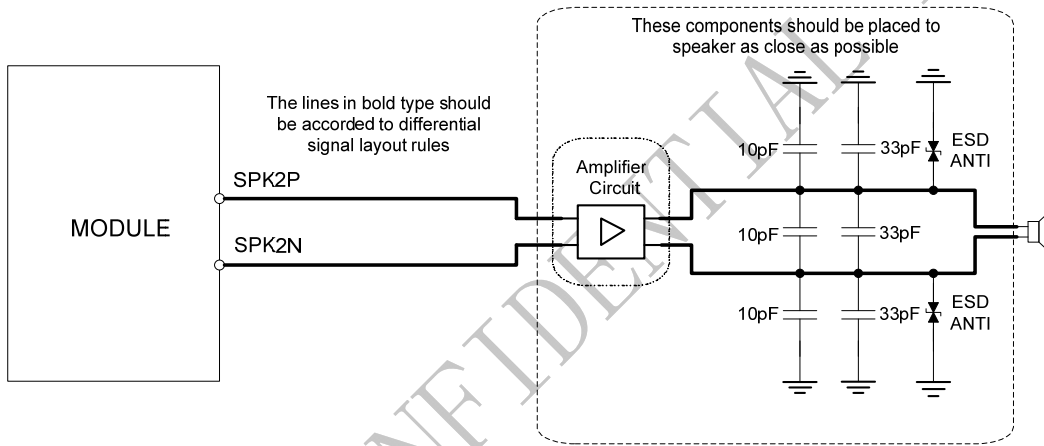 These components should be placed to
speaker as close as possible
The lines in bold type should
be accorded to differential
signal layout rules
MODULE
SPK2P
SPK2N
Amplifier
Circuit
10pF
33pF
ESD
ANTI
10pF
33pF
10pF
33pF
ESD
ANTI
NFIDENTIAL